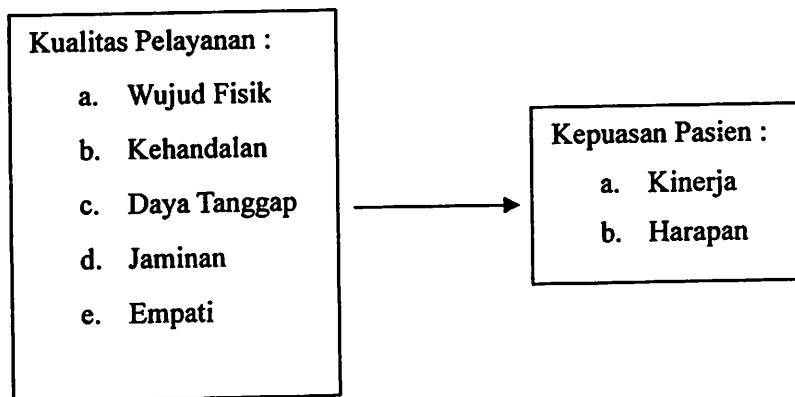 Kualitas Pelayanan :
a. Wujud Fisik
b. Kehandalan
c. Daya Tanggap
d. Jaminan
e. Empati
Kepuasan Pasien :
a. Kinerja
b. Harapan